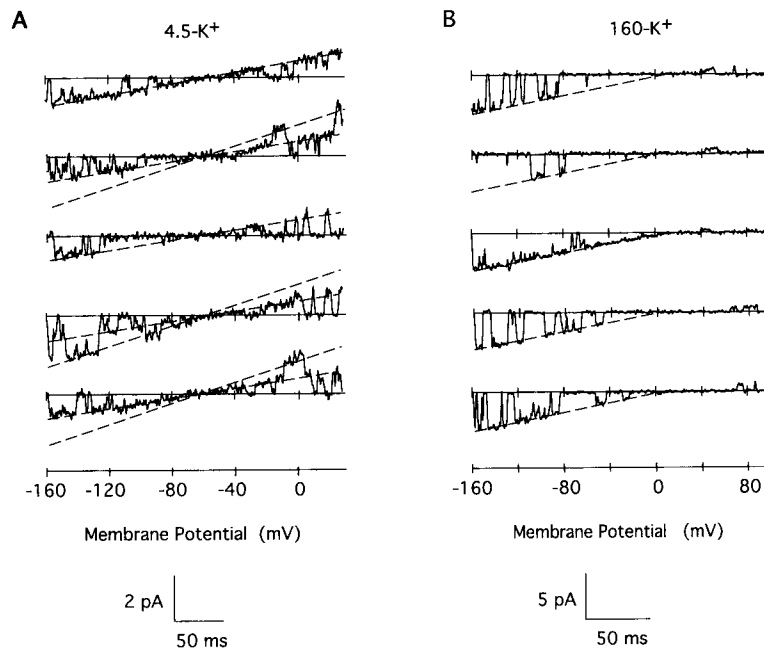 A
4.5-K+
-160 -120 -80 -40 0
Membrane Potential (mV)
2 pA
50 ms
B
160-K+
-160 -80 0 80
Membrane Potential (mV)
5 pA
50 ms